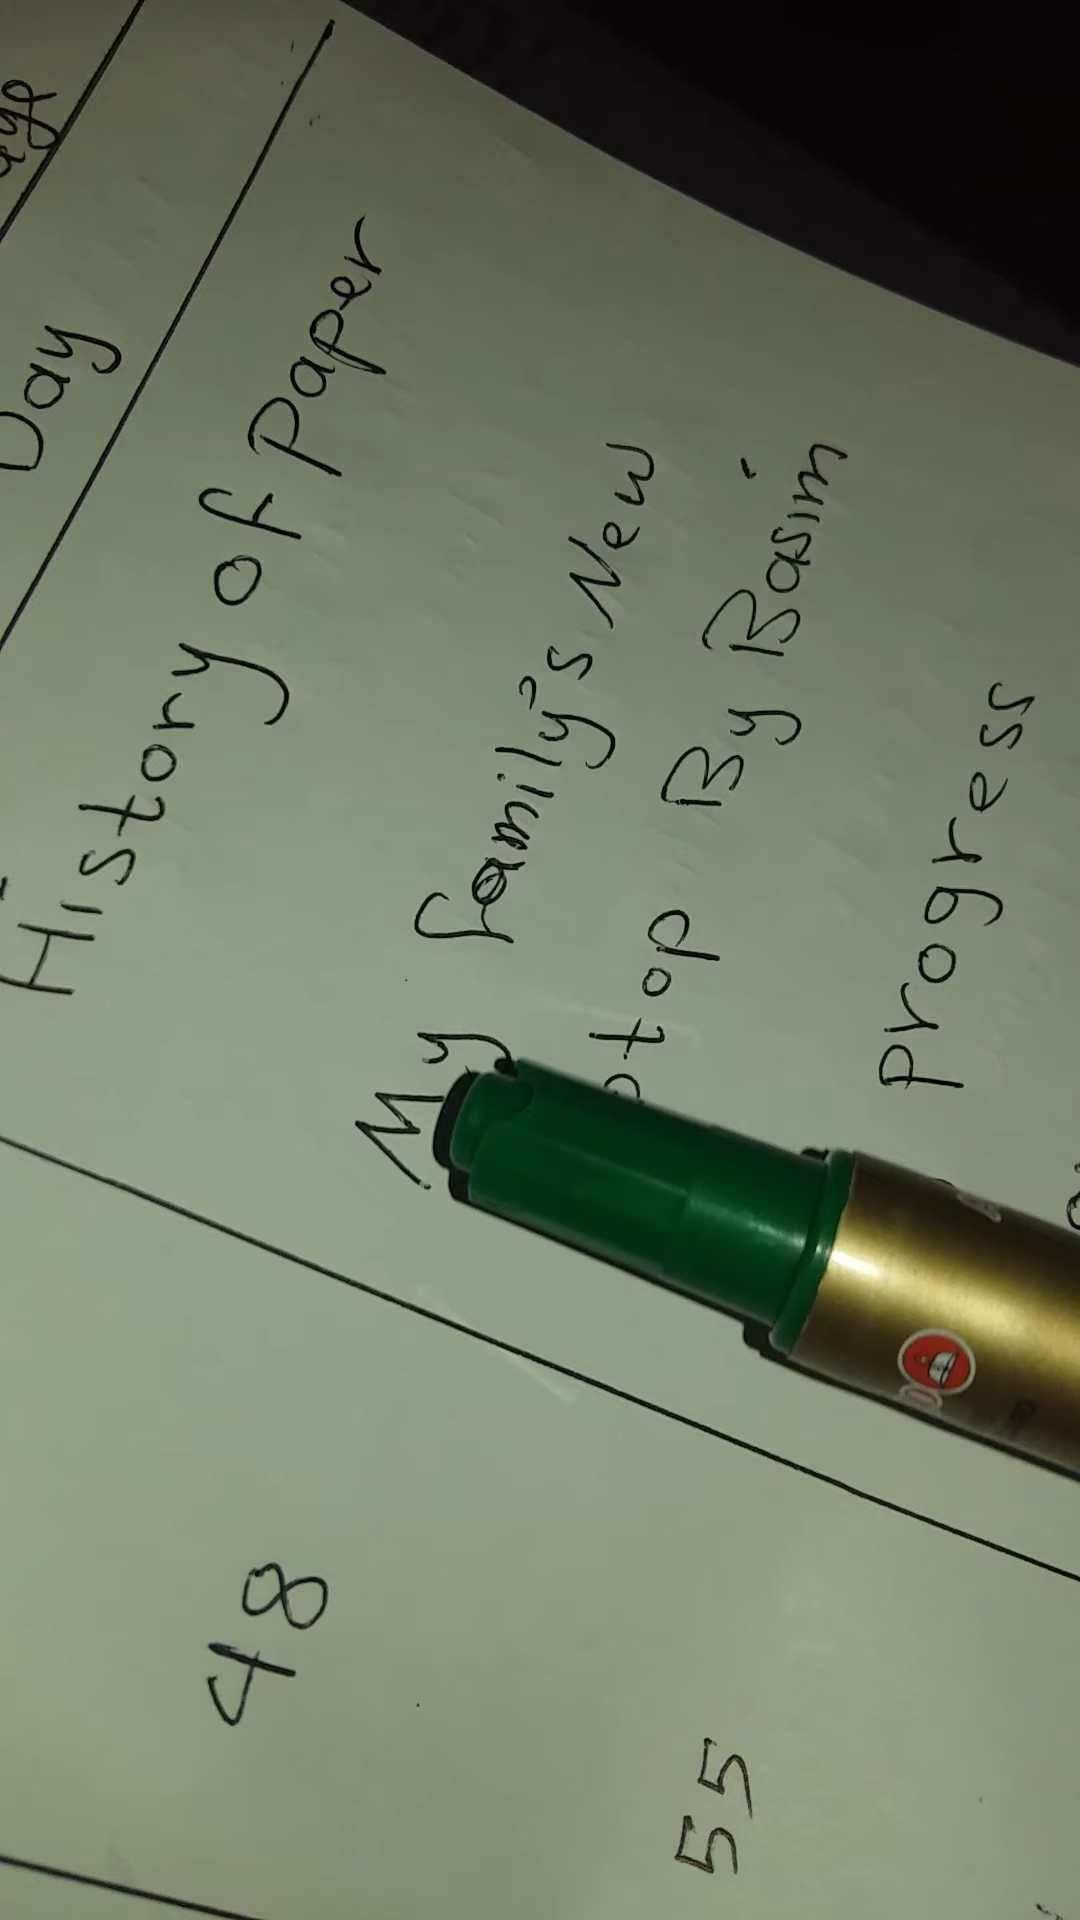 Day
History of Paper
48
My family's New
top By Basim
55
Progress